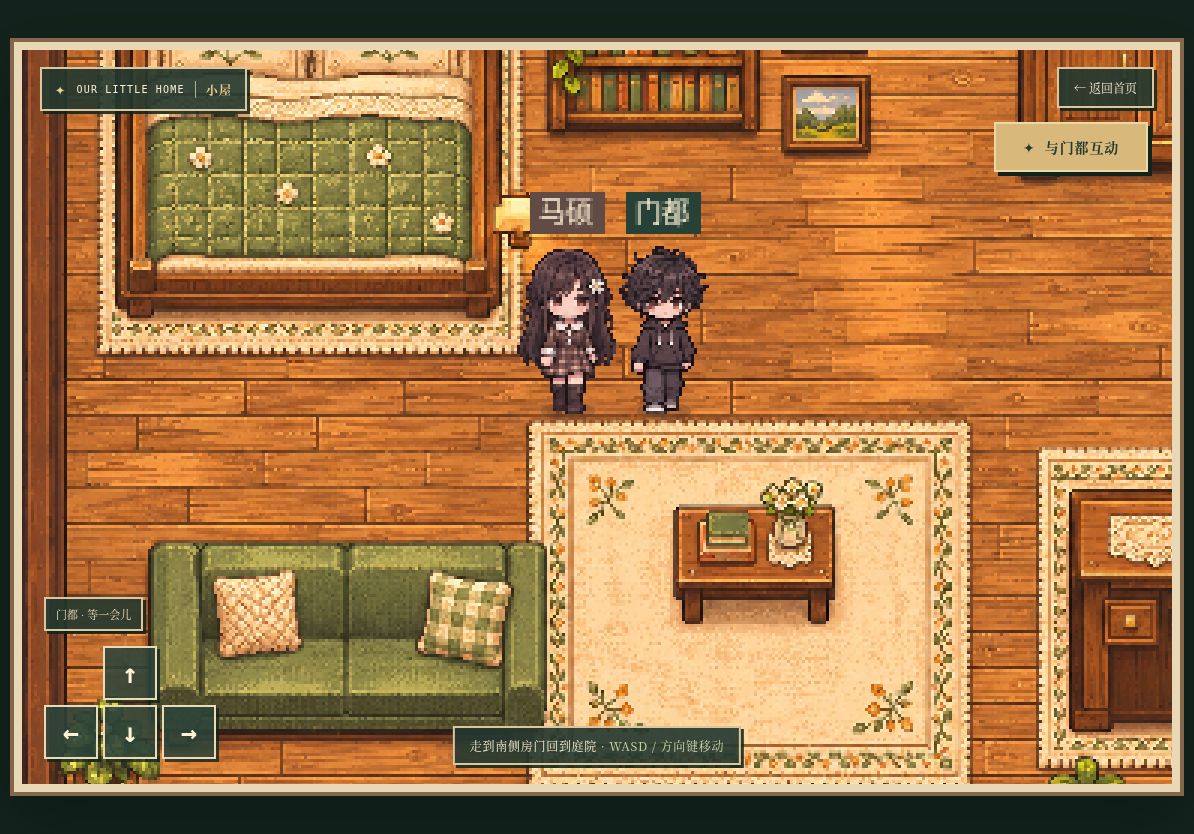 ✦ OUR LITTLE HOME | 小屋
← 返回首页
✦ 与门都互动
马硕
门都
门都 · 等一会儿
↑
← ↓ →
走到南侧房门回到庭院 · WASD / 方向键移动